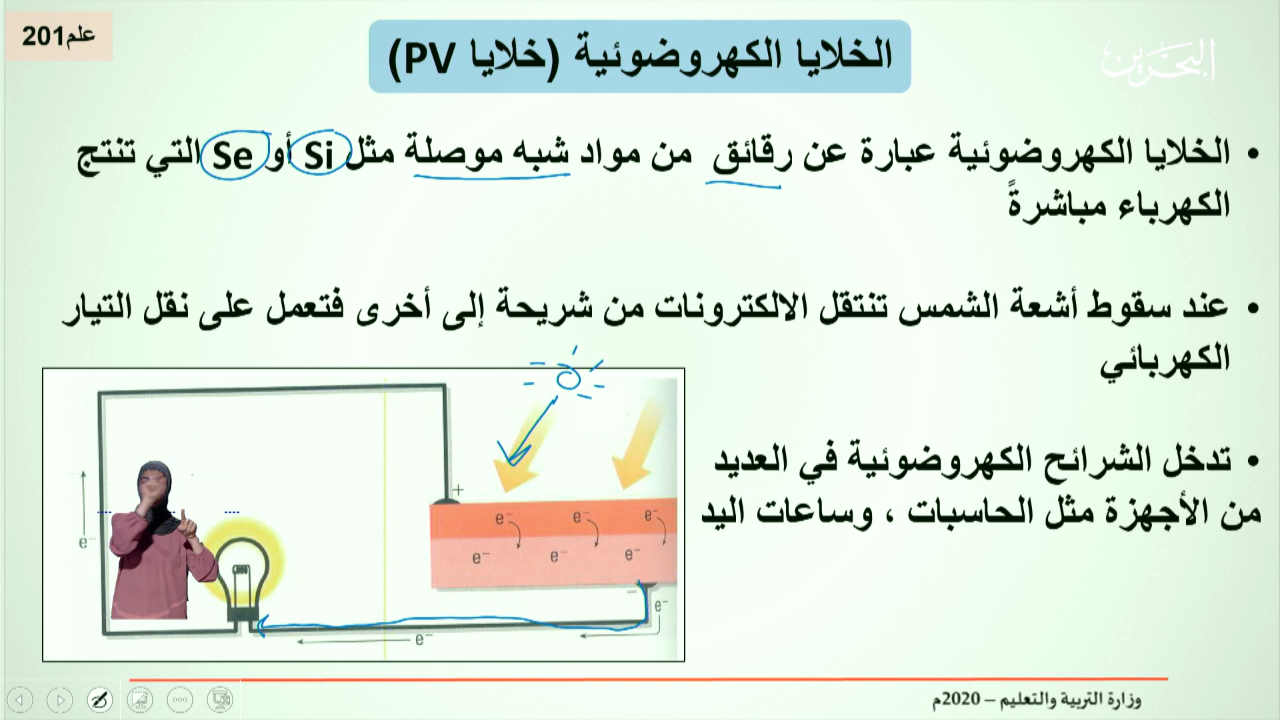 علم201
البحرين
الخلايا الكهروضوئية (خلايا PV)
• الخلايا الكهروضوئية عبارة عن رقائق من مواد شبه موصلة مثل Si أو Se التي تنتج
الكهرباء مباشرةً
• عند سقوط أشعة الشمس تنتقل الالكترونات من شريحة إلى أخرى فتعمل على نقل التيار
الكهربائي
• تدخل الشرائح الكهروضوئية في العديد
من الأجهزة مثل الحاسبات ، وساعات اليد
+
e⁻ e⁻ e⁻
e⁻ e⁻ e⁻
e⁻
−
e⁻
e⁻
وزارة التربية والتعليم – 2020م